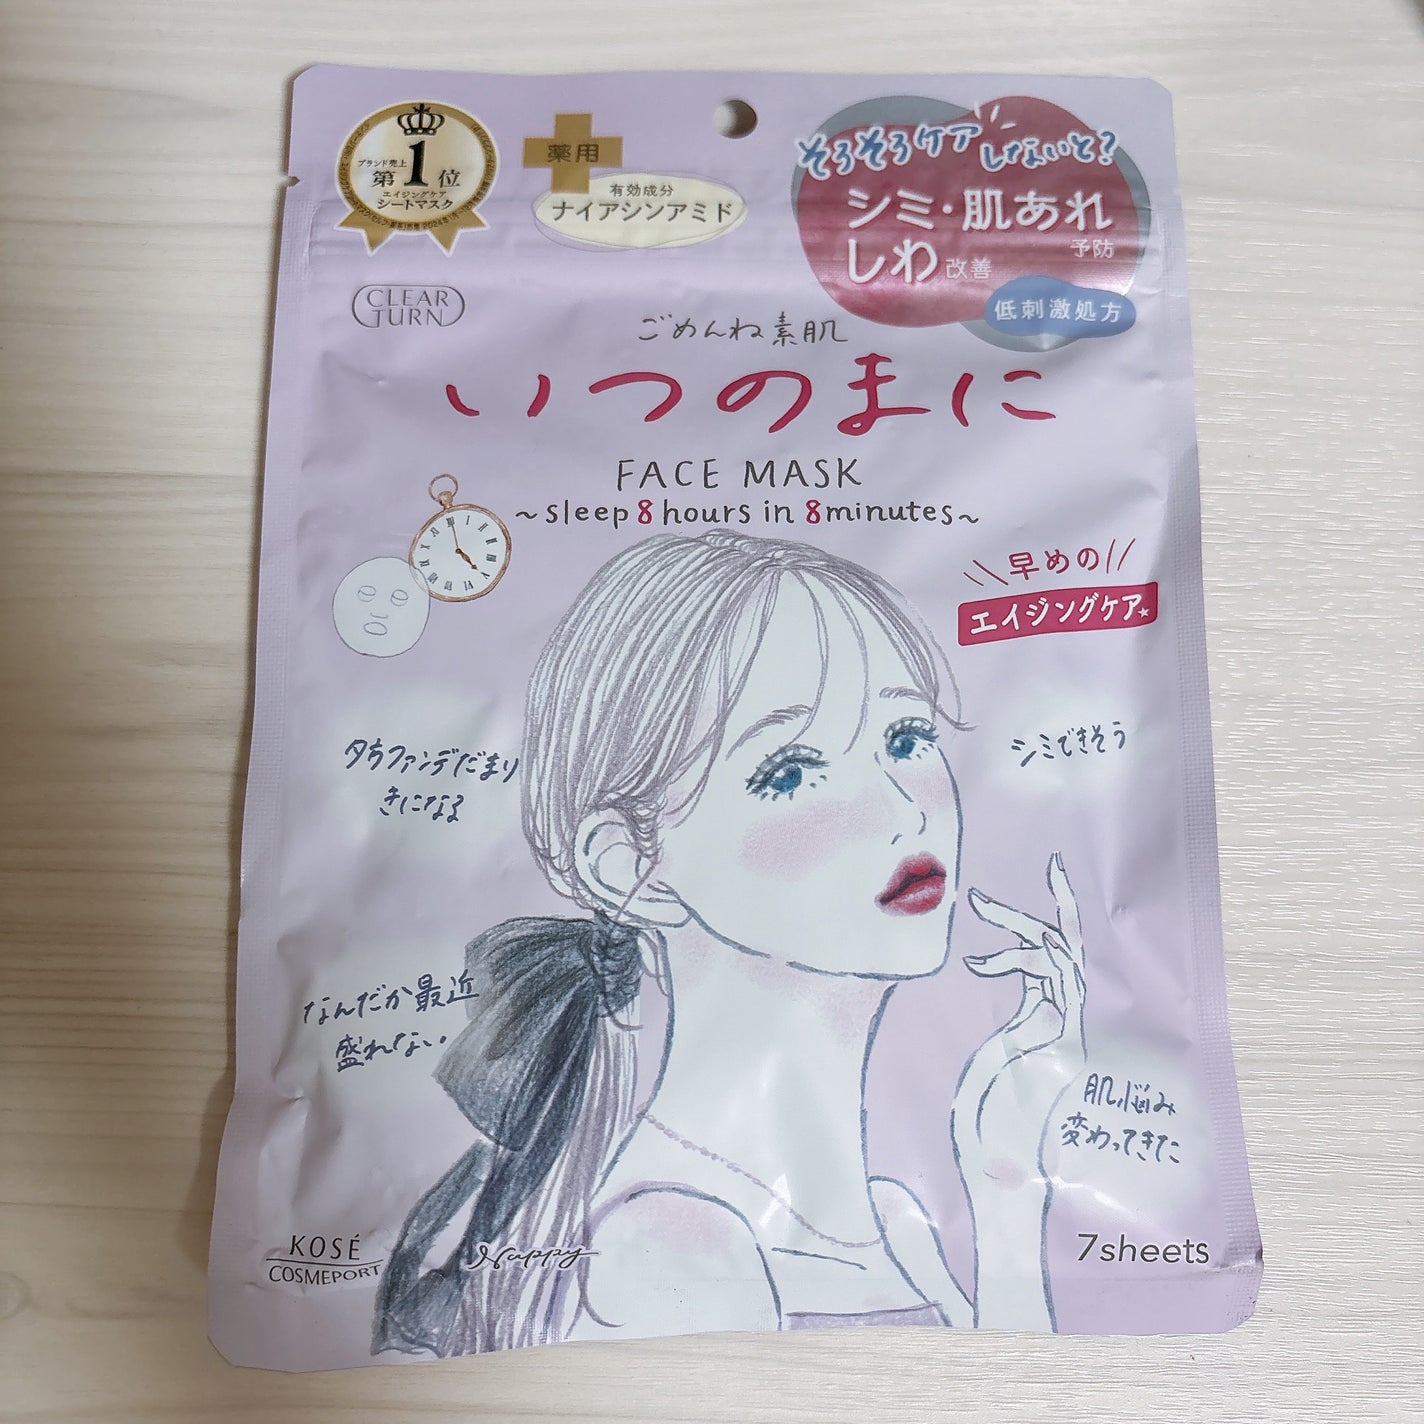 ブランド売上
第1位
エイジングケア
シートマスク
薬用
有効成分
ナイアシンアミド
そろそろケア
しないと?
シミ・肌あれ
予防
しわ改善
低刺激処方
CLEAR
TURN
ごめんね素肌
いつのまに
FACE MASK
~sleep 8 hours in 8 minutes~
早めの
エイジングケア
夕方ファンデだまり
きになる
シミできそう
なんだか最近
盛れない。
肌悩み
変わってきた
KOSÉ
COSMEPORT
Nappy
7sheets